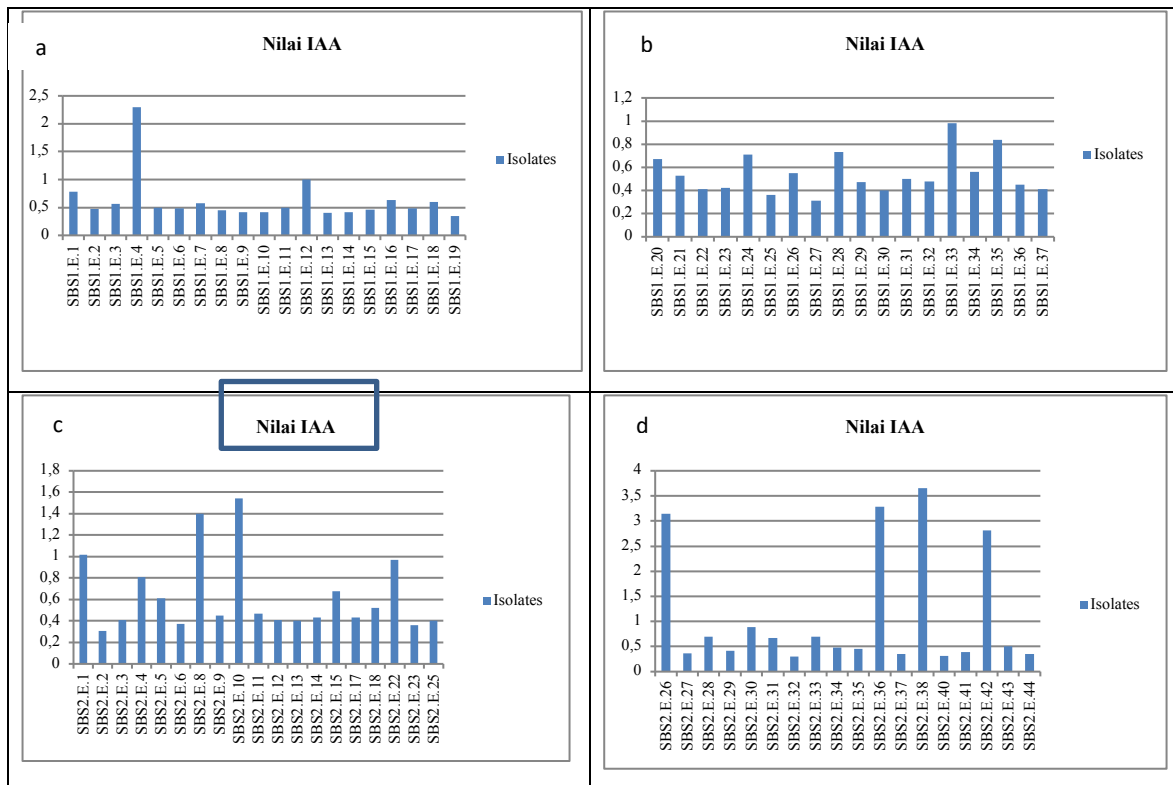 a
Nilai IAA
2,5
2
1,5
1
0,5
0
Isolates
SBS1.E.1
SBS1.E.2
SBS1.E.3
SBS1.E.4
SBS1.E.5
SBS1.E.6
SBS1.E.7
SBS1.E.8
SBS1.E.9
SBS1.E.10
SBS1.E.11
SBS1.E.12
SBS1.E.13
SBS1.E.14
SBS1.E.15
SBS1.E.16
SBS1.E.17
SBS1.E.18
SBS1.E.19
b
Nilai IAA
1,2
1
0,8
0,6
0,4
0,2
0
Isolates
SBS1.E.20
SBS1.E.21
SBS1.E.22
SBS1.E.23
SBS1.E.24
SBS1.E.25
SBS1.E.26
SBS1.E.27
SBS1.E.28
SBS1.E.29
SBS1.E.30
SBS1.E.31
SBS1.E.32
SBS1.E.33
SBS1.E.34
SBS1.E.35
SBS1.E.36
SBS1.E.37
c
Nilai IAA
1,8
1,6
1,4
1,2
1
0,8
0,6
0,4
0,2
0
Isolates
SBS2.E.1
SBS2.E.2
SBS2.E.3
SBS2.E.4
SBS2.E.5
SBS2.E.6
SBS2.E.8
SBS2.E.9
SBS2.E.10
SBS2.E.11
SBS2.E.12
SBS2.E.13
SBS2.E.14
SBS2.E.15
SBS2.E.17
SBS2.E.18
SBS2.E.22
SBS2.E.23
SBS2.E.25
d
Nilai IAA
4
3,5
3
2,5
2
1,5
1
0,5
0
Isolates
SBS2.E.26
SBS2.E.27
SBS2.E.28
SBS2.E.29
SBS2.E.30
SBS2.E.31
SBS2.E.32
SBS2.E.33
SBS2.E.34
SBS2.E.35
SBS2.E.36
SBS2.E.37
SBS2.E.38
SBS2.E.40
SBS2.E.41
SBS2.E.42
SBS2.E.43
SBS2.E.44